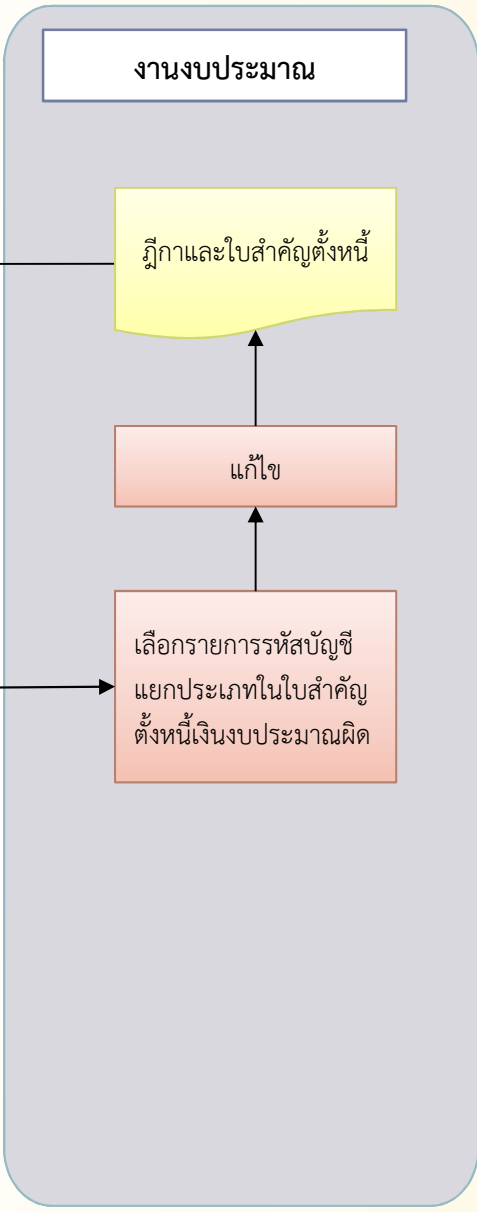 งานงบประมาณ
ฎีกาและใบสำคัญตั้งหนี้
แก้ไข
เลือกรายการรหัสบัญชี
แยกประเภทในใบสำคัญ
ตั้งหนี้เงินงบประมาณผิด